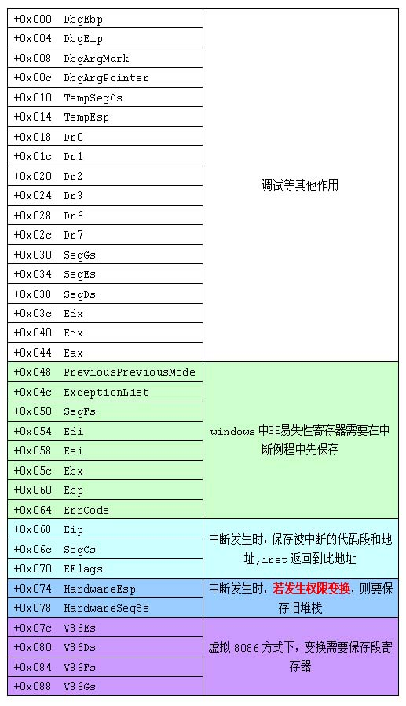 +0x000 DbgEbp
+0x004 DbgEip
+0x008 DbgArgMark
+0x00c DbgArgPointer
+0x010 TempSegCs
+0x014 TempEsp
+0x018 Dr0
+0x01c Dr1
+0x020 Dr2
+0x024 Dr3
+0x028 Dr6
+0x02c Dr7
+0x030 SegGs
+0x034 SegEs
+0x038 SegDs
+0x03c Edx
+0x040 Ecx
+0x044 Eax
调试等其他作用
+0x048 PreviousPreviousMode
+0x04c ExceptionList
+0x050 SegFs
+0x054 Edi
+0x058 Esi
+0x05c Ebx
+0x060 Ebp
+0x064 ErrCode
windows 中非易失性寄存器需要在中
断例程中先保存
+0x068 Eip
+0x06c SegCs
+0x070 EFlags
中断发生时，保存被中断的代码段和地
址，iret 返回到此地址
+0x074 HardwareEsp
+0x078 HardwareSegSs
中断发生时，若发生权限变换，则要保
存旧堆栈
+0x07c V86Es
+0x080 V86Ds
+0x084 V86Fs
+0x088 V86Gs
虚拟 8086 方式下，变换需要保存段寄
存器